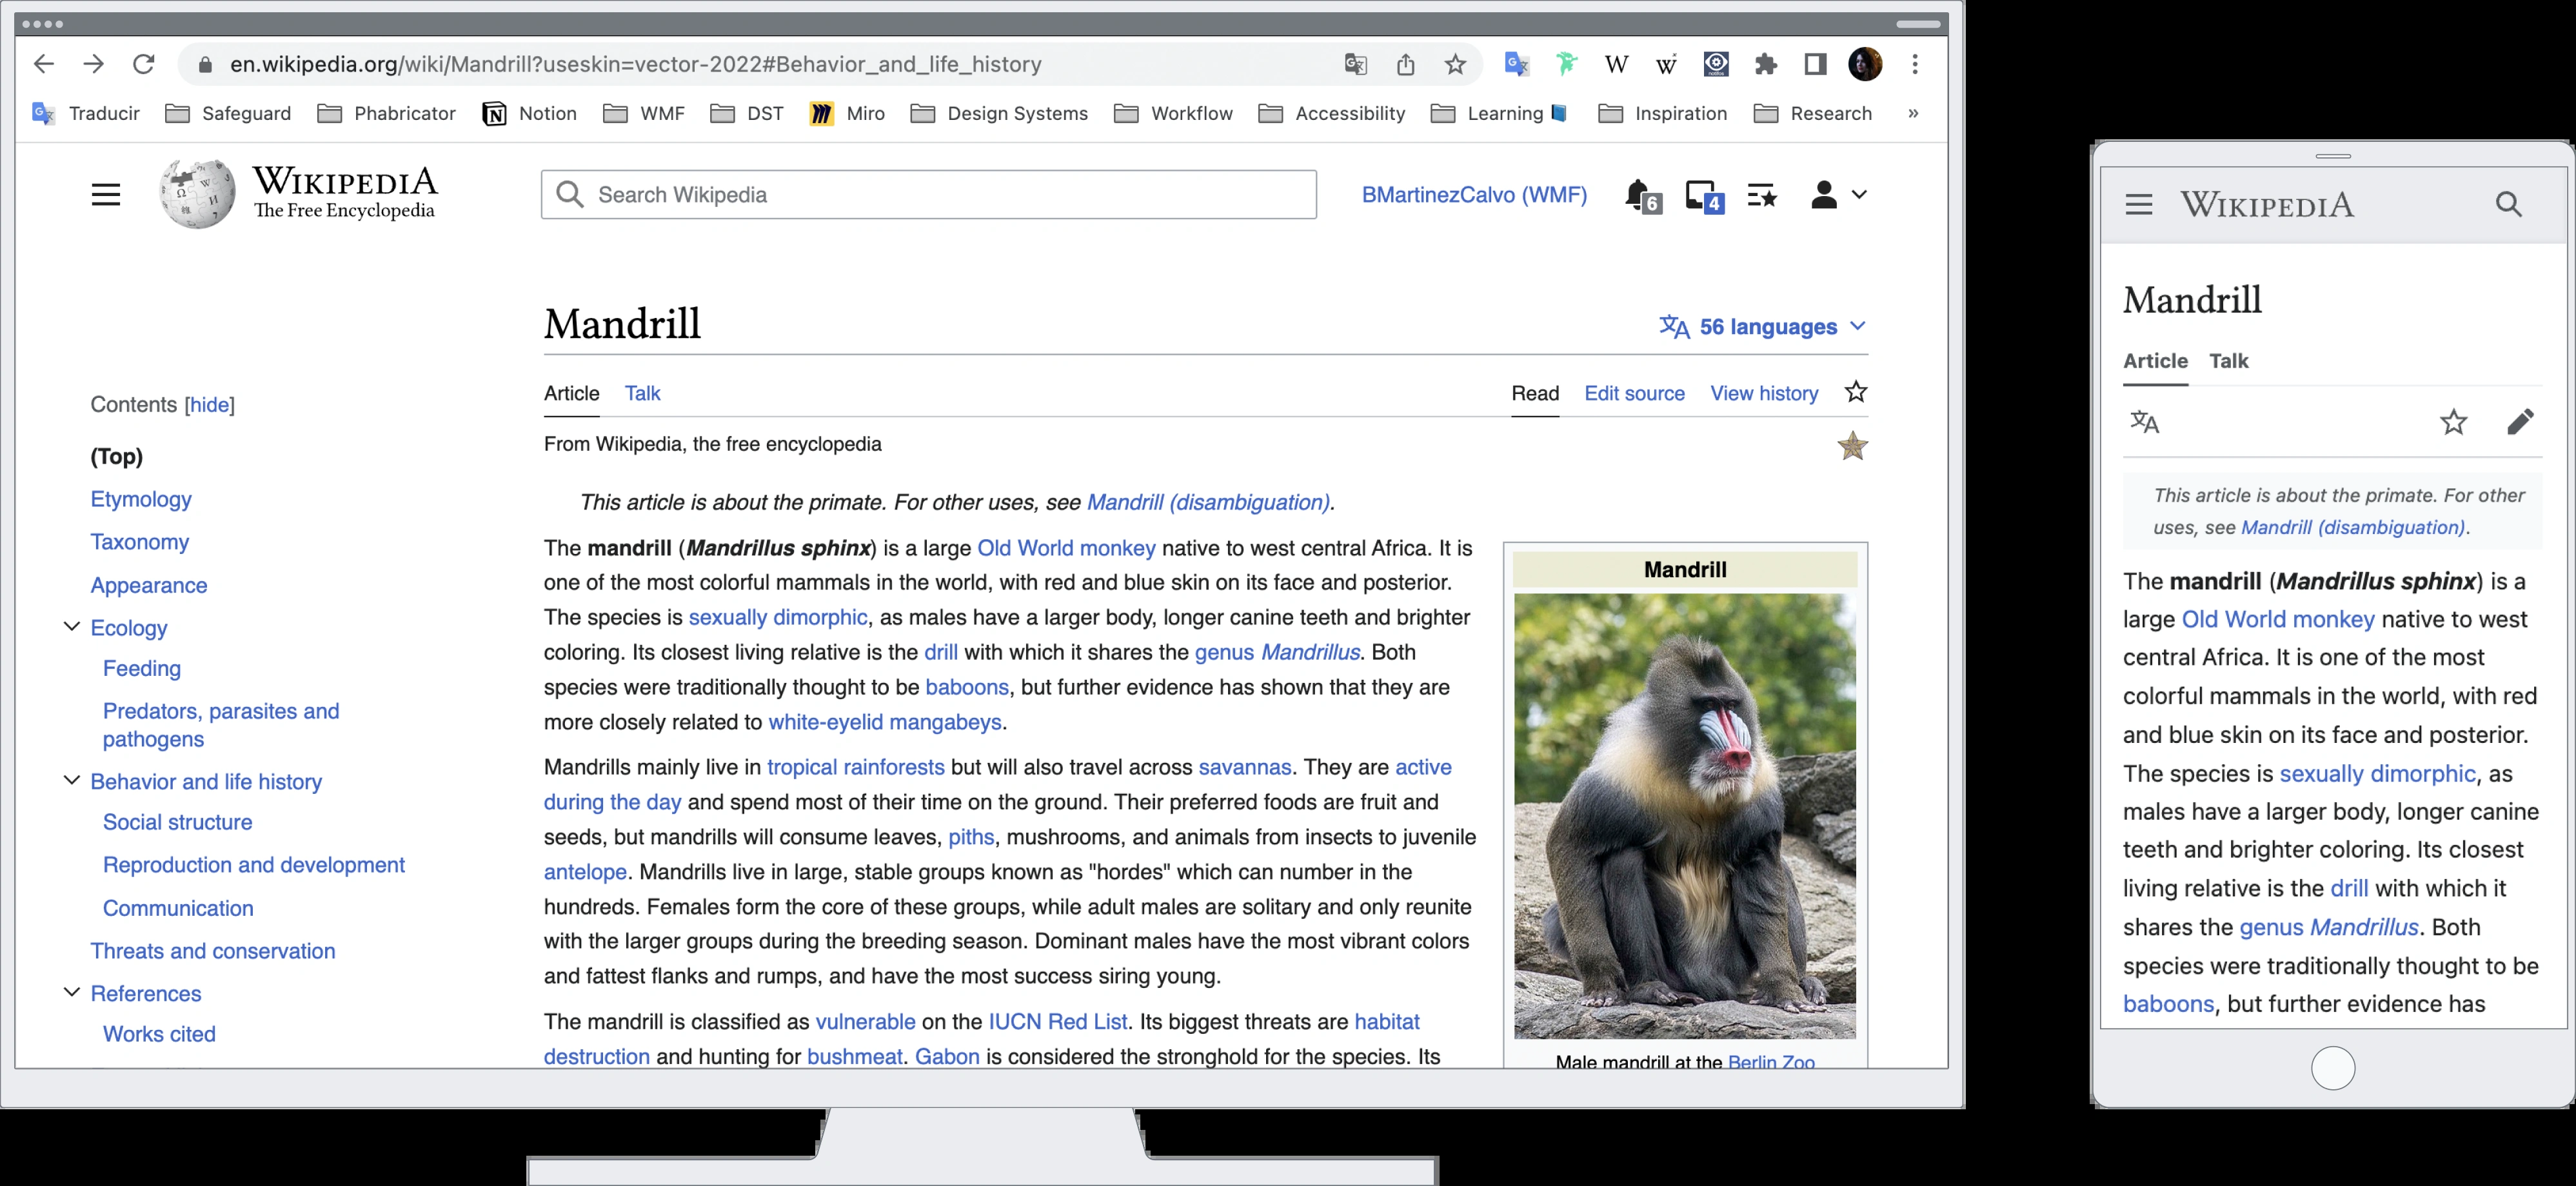 en.wikipedia.org/wiki/Mandrill?useskin=vector-2022#Behavior_and_life_history
Traducir Safeguard Phabricator Notion WMF DST Miro Design Systems Workflow Accessibility Learning Inspiration Research »
WIKIPEDIA
The Free Encyclopedia
Search Wikipedia
BMartinezCalvo (WMF)
6
4
Mandrill
56 languages
Article Talk
Read Edit source View history
From Wikipedia, the free encyclopedia
Contents [hide]
(Top)
Etymology
Taxonomy
Appearance
Ecology
Feeding
Predators, parasites and
pathogens
Behavior and life history
Social structure
Reproduction and development
Communication
Threats and conservation
References
Works cited
This article is about the primate. For other uses, see Mandrill (disambiguation).
The mandrill (Mandrillus sphinx) is a large Old World monkey native to west central Africa. It is
one of the most colorful mammals in the world, with red and blue skin on its face and posterior.
The species is sexually dimorphic, as males have a larger body, longer canine teeth and brighter
coloring. Its closest living relative is the drill with which it shares the genus Mandrillus. Both
species were traditionally thought to be baboons, but further evidence has shown that they are
more closely related to white-eyelid mangabeys.
Mandrills mainly live in tropical rainforests but will also travel across savannas. They are active
during the day and spend most of their time on the ground. Their preferred foods are fruit and
seeds, but mandrills will consume leaves, piths, mushrooms, and animals from insects to juvenile
antelope. Mandrills live in large, stable groups known as "hordes" which can number in the
hundreds. Females form the core of these groups, while adult males are solitary and only reunite
with the larger groups during the breeding season. Dominant males have the most vibrant colors
and fattest flanks and rumps, and have the most success siring young.
The mandrill is classified as vulnerable on the IUCN Red List. Its biggest threats are habitat
destruction and hunting for bushmeat. Gabon is considered the stronghold for the species. Its
Mandrill
Male mandrill at the Berlin Zoo
WIKIPEDIA
Mandrill
Article Talk
This article is about the primate. For other
uses, see Mandrill (disambiguation).
The mandrill (Mandrillus sphinx) is a
large Old World monkey native to west
central Africa. It is one of the most
colorful mammals in the world, with red
and blue skin on its face and posterior.
The species is sexually dimorphic, as
males have a larger body, longer canine
teeth and brighter coloring. Its closest
living relative is the drill with which it
shares the genus Mandrillus. Both
species were traditionally thought to be
baboons, but further evidence has